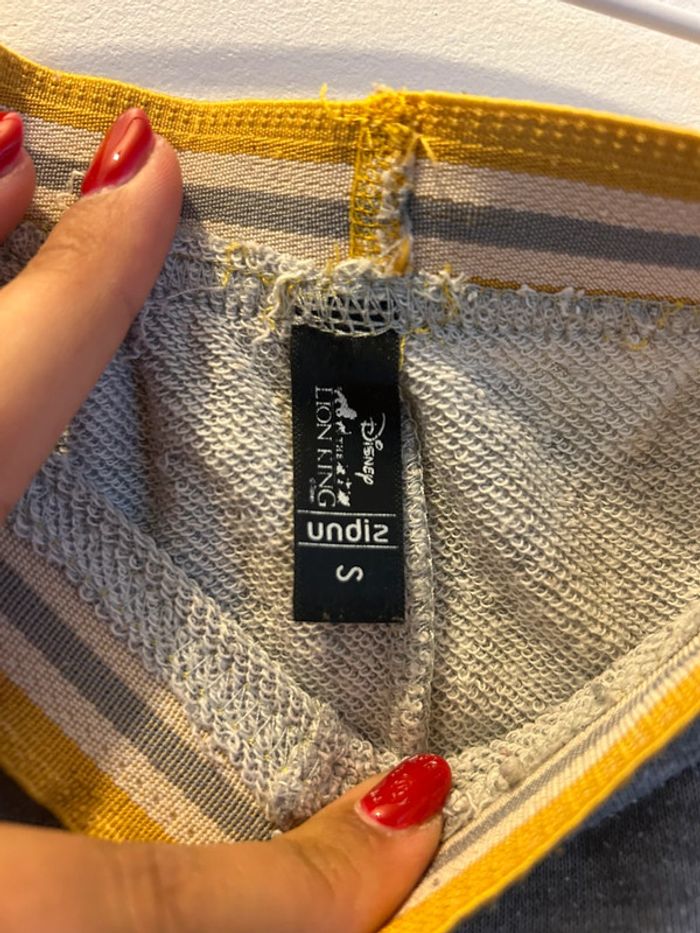 Disney
THE
LION KING
undiz
S